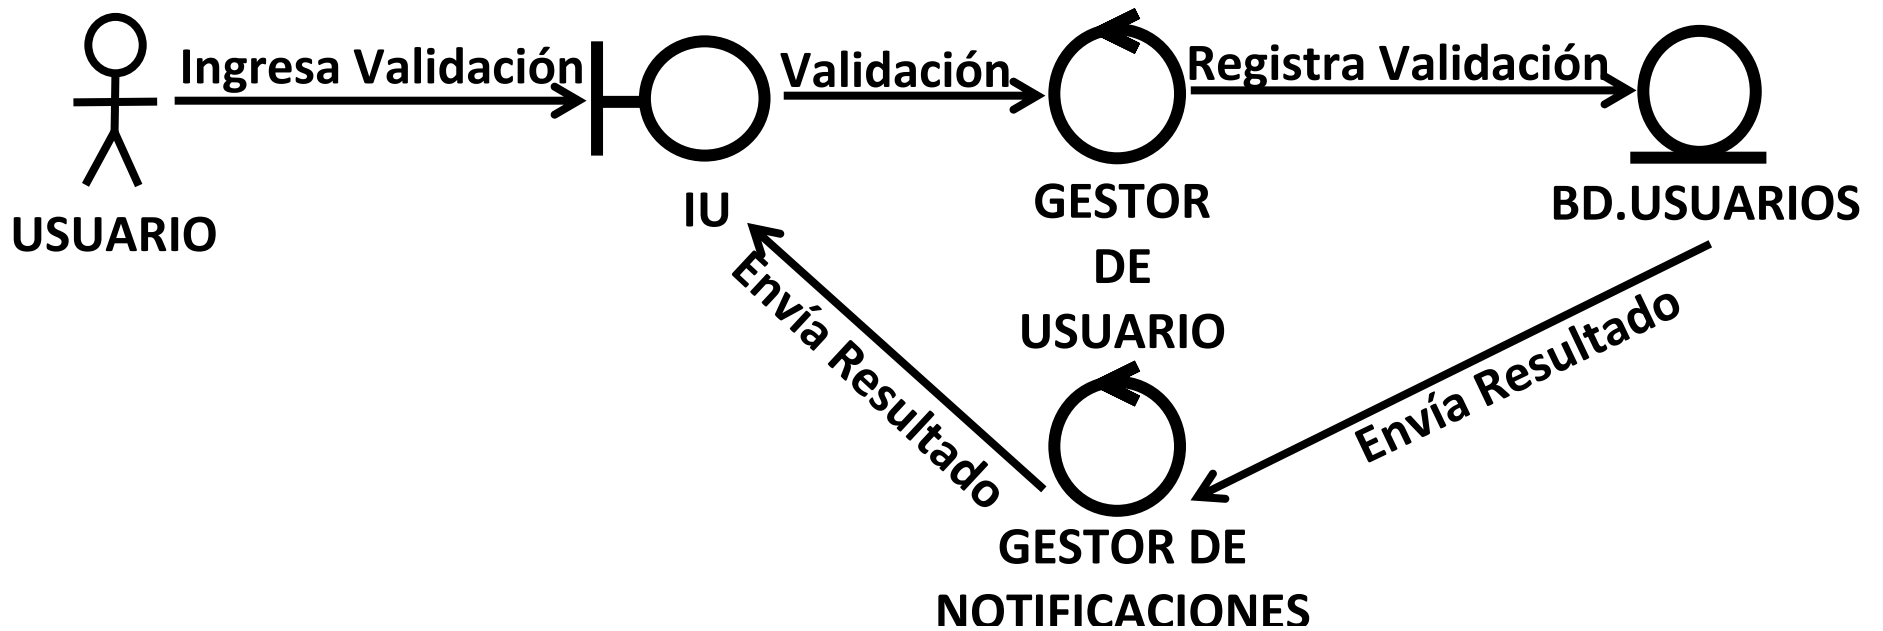 Ingresa Validación
Validación
Registra Validación
USUARIO
IU
GESTOR
DE
USUARIO
BD.USUARIOS
Envía Resultado
Envía Resultado
GESTOR DE
NOTIFICACIONES